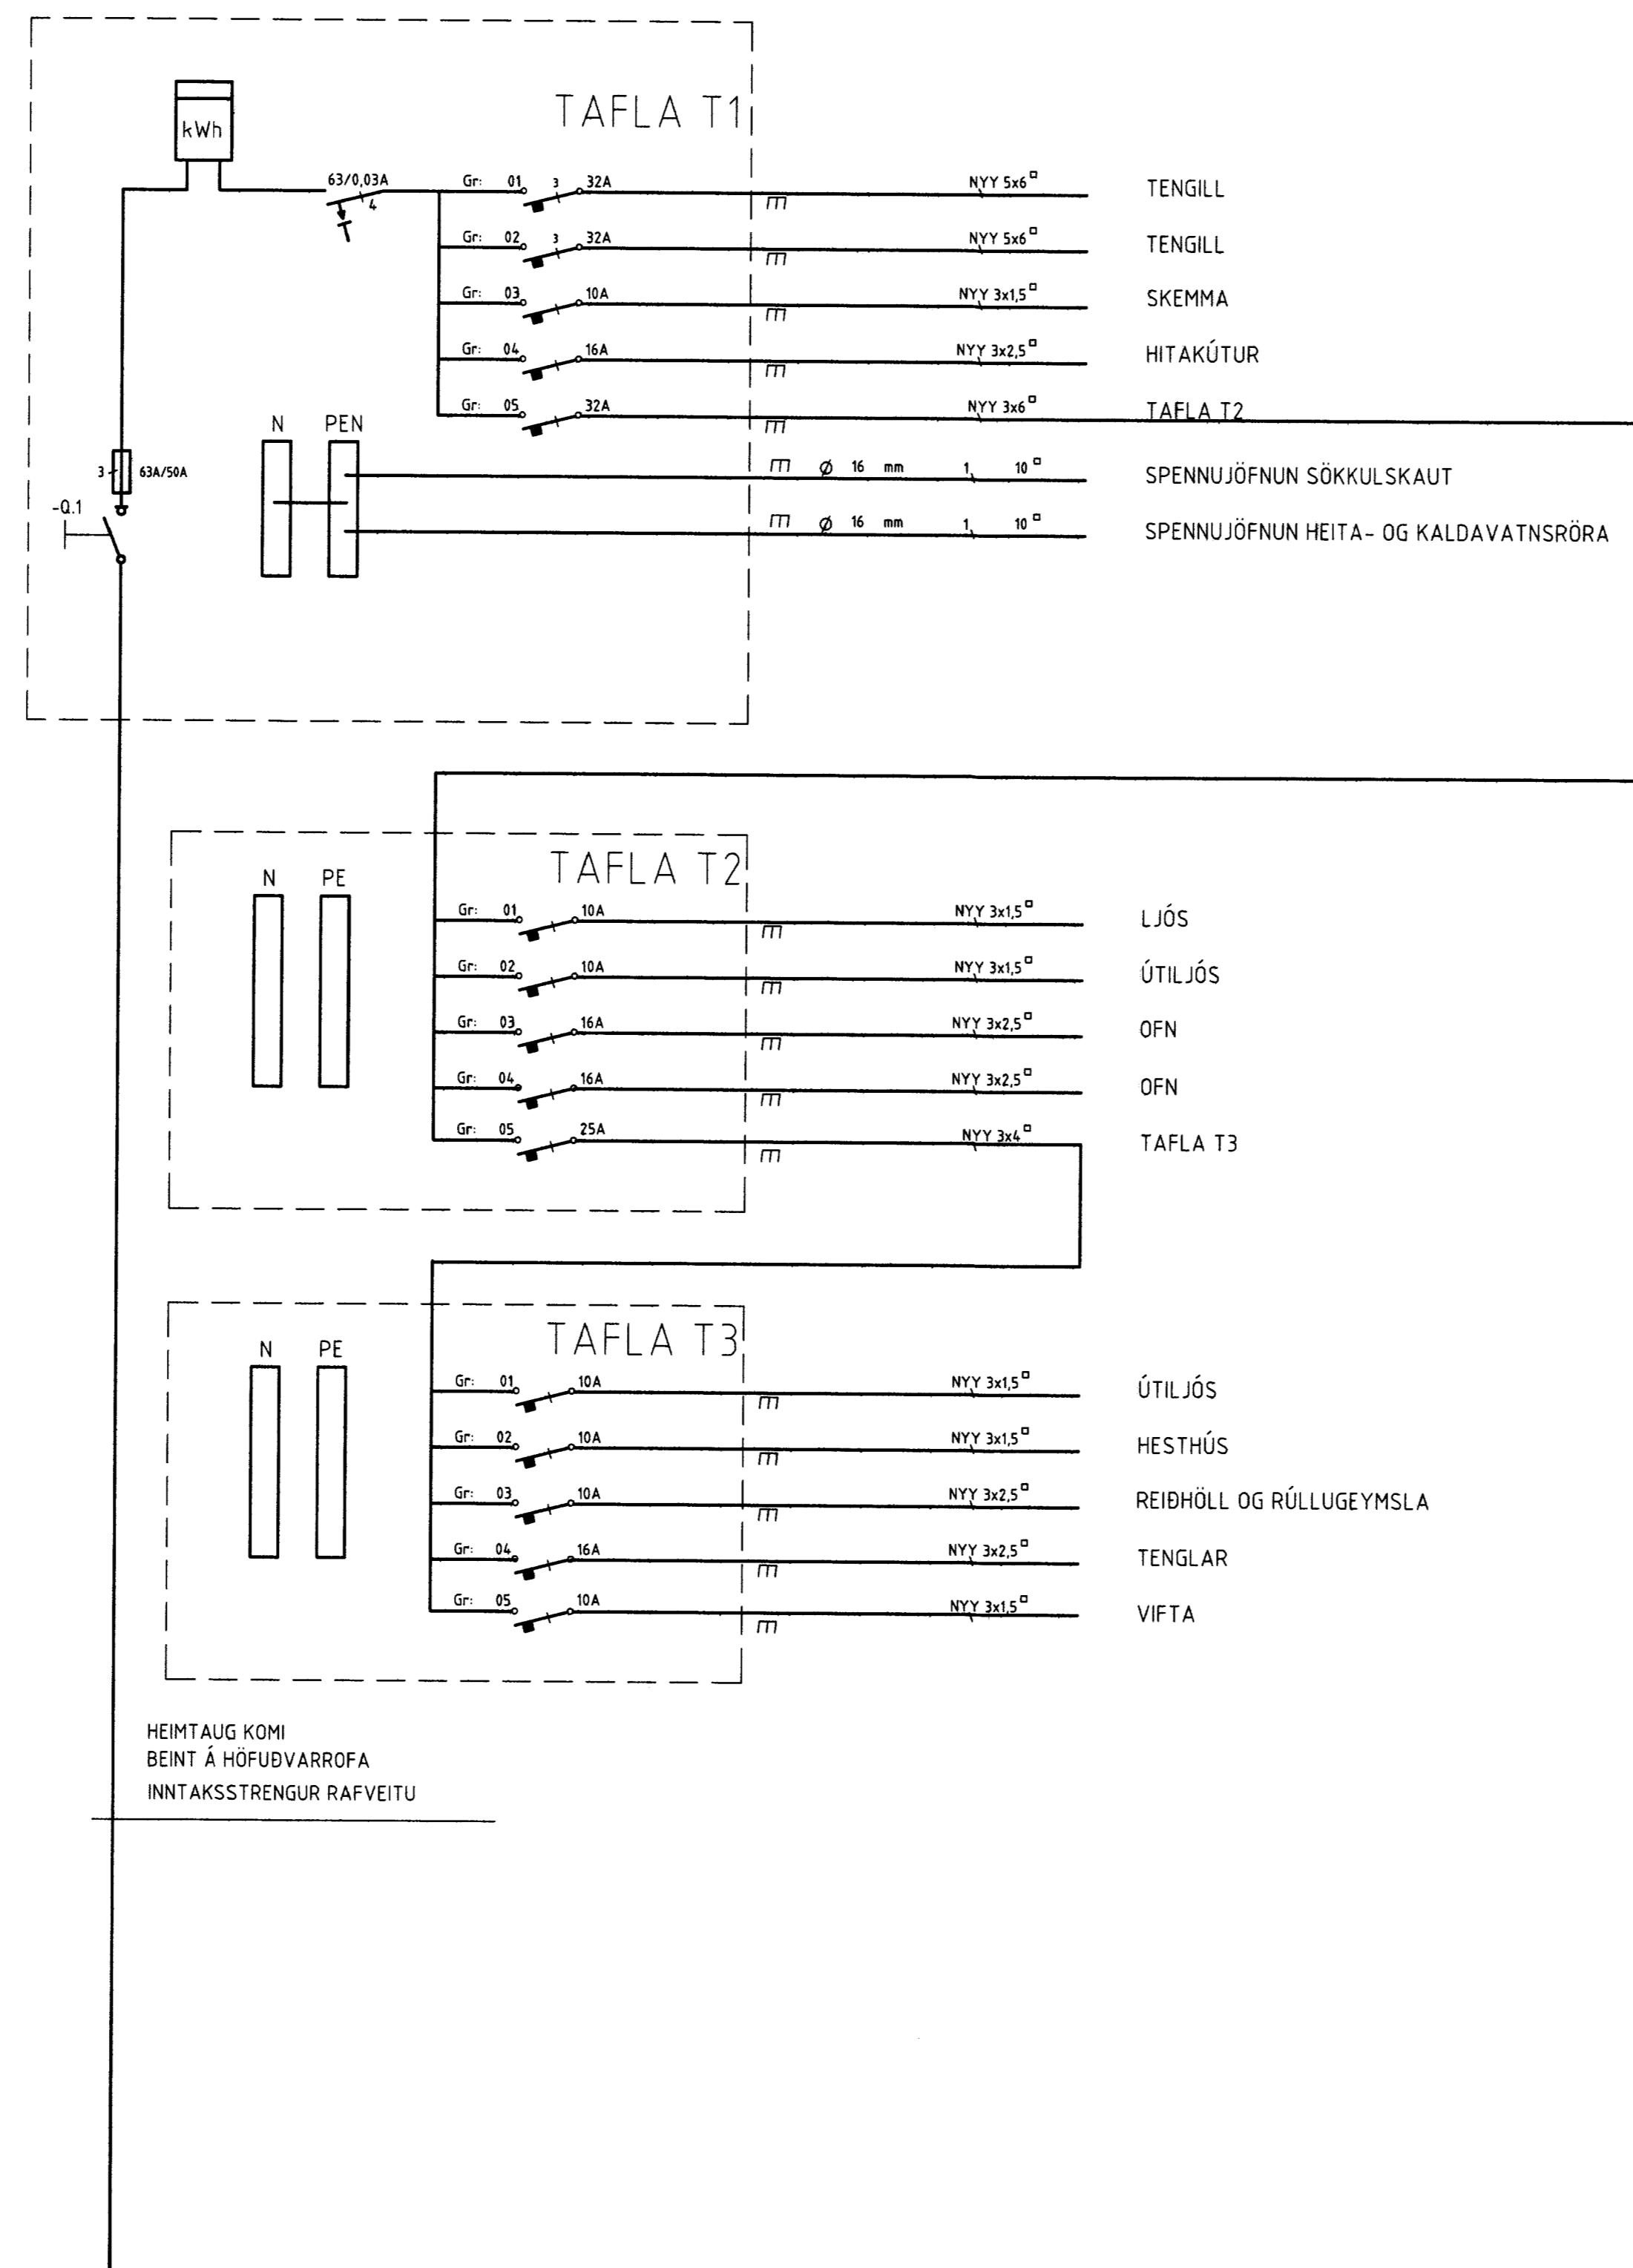 TAFLA T1
kWh
63/0,03A
4
Gr: 01 3 32A NYY 5x6□ TENGILL
Gr: 02 3 32A NYY 5x6□ TENGILL
Gr: 03 10A NYY 3x1,5□ SKEMMA
Gr: 04 16A NYY 3x2,5□ HITAKÚTUR
Gr: 05 32A NYY 3x6□ TAFLA T2
N PEN
3 63A/50A
-Q.1
Ø 16 mm 1 10□ SPENNUJÖFNUN SÖKKULSKAUT
Ø 16 mm 1 10□ SPENNUJÖFNUN HEITA- OG KALDAVATNSRÖRA
TAFLA T2
N PE
Gr: 01 10A NYY 3x1,5□ LJÓS
Gr: 02 10A NYY 3x1,5□ ÚTILJÓS
Gr: 03 16A NYY 3x2,5□ OFN
Gr: 04 16A NYY 3x2,5□ OFN
Gr: 05 25A NYY 3x4□ TAFLA T3
TAFLA T3
N PE
Gr: 01 10A NYY 3x1,5□ ÚTILJÓS
Gr: 02 10A NYY 3x1,5□ HESTHÚS
Gr: 03 10A NYY 3x2,5□ REIÐHÖLL OG RÚLLUGEYMSLA
Gr: 04 16A NYY 3x2,5□ TENGLAR
Gr: 05 10A NYY 3x1,5□ VIFTA
HEIMTAUG KOMI
BEINT Á HÖFUÐVARROFA
INNTAKSSTRENGUR RAFVEITU